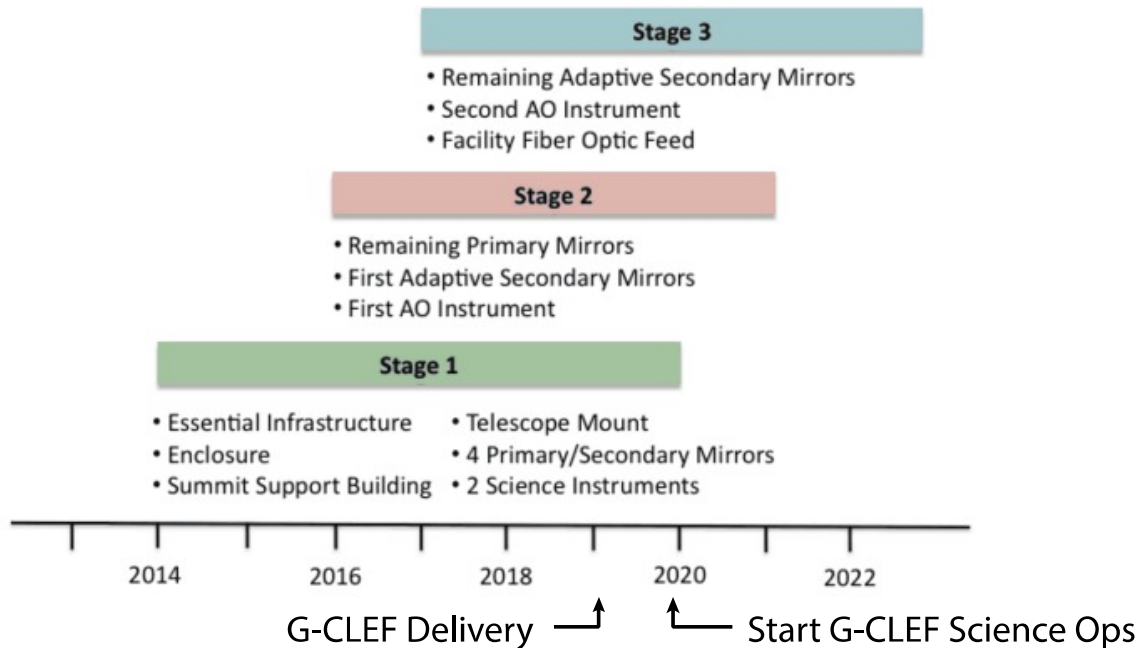 Stage 3
• Remaining Adaptive Secondary Mirrors
• Second AO Instrument
• Facility Fiber Optic Feed
Stage 2
• Remaining Primary Mirrors
• First Adaptive Secondary Mirrors
• First AO Instrument
Stage 1
• Essential Infrastructure
• Enclosure
• Summit Support Building
• Telescope Mount
• 4 Primary/Secondary Mirrors
• 2 Science Instruments
2014 2016 2018 2020 2022
G-CLEF Delivery
Start G-CLEF Science Ops